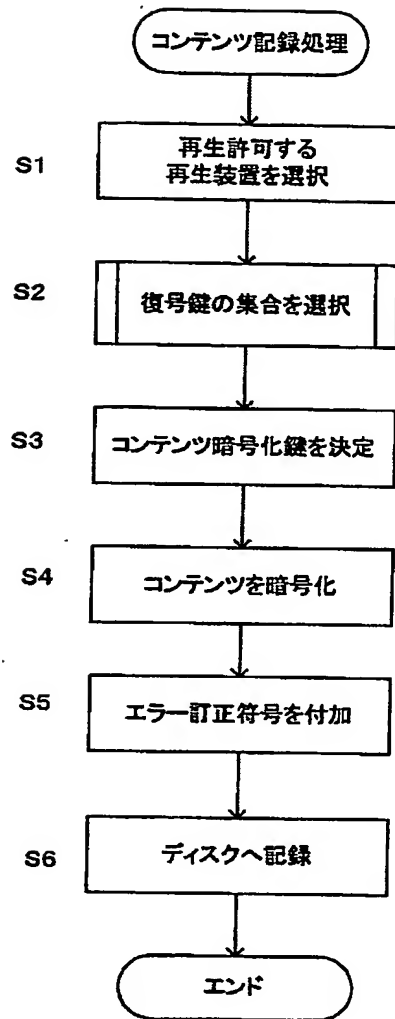 コンテンツ記録処理
S1
再生許可する
再生装置を選択
S2
復号鍵の集合を選択
S3
コンテンツ暗号化鍵を決定
S4
コンテンツを暗号化
S5
エラー訂正符号を付加
S6
ディスクへ記録
エンド